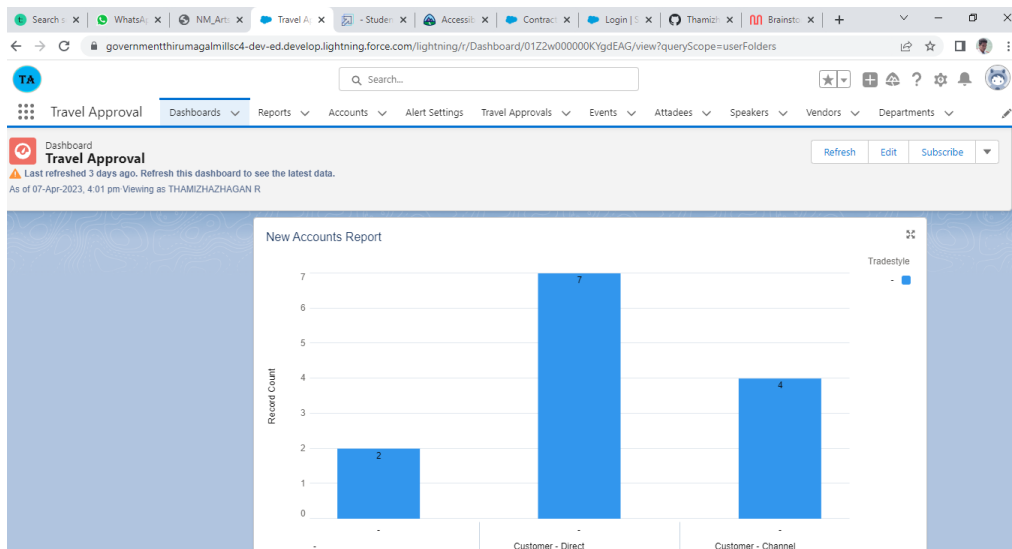 Search s
WhatsA
NM_Art:
Travel A
- Studen
Accessib
Contract
Login | S
Thamizh
Brainsto
governmentthirumagalmillsc4-dev-ed.develop.lightning.force.com/lightning/r/Dashboard/01Z2w000000KYgdEAG/view?queryScope=userFolders
TA
Search...
Travel Approval
Dashboards
Reports
Accounts
Alert Settings
Travel Approvals
Events
Attadees
Speakers
Vendors
Departments
Dashboard
Travel Approval
Last refreshed 3 days ago. Refresh this dashboard to see the latest data.
As of 07-Apr-2023, 4:01 pm·Viewing as THAMIZHAZHAGAN R
Refresh
Edit
Subscribe
New Accounts Report
Tradestyle
-
Record Count
7
6
5
4
3
2
1
0
2
7
4
- - -
- Customer - Direct Customer - Channel